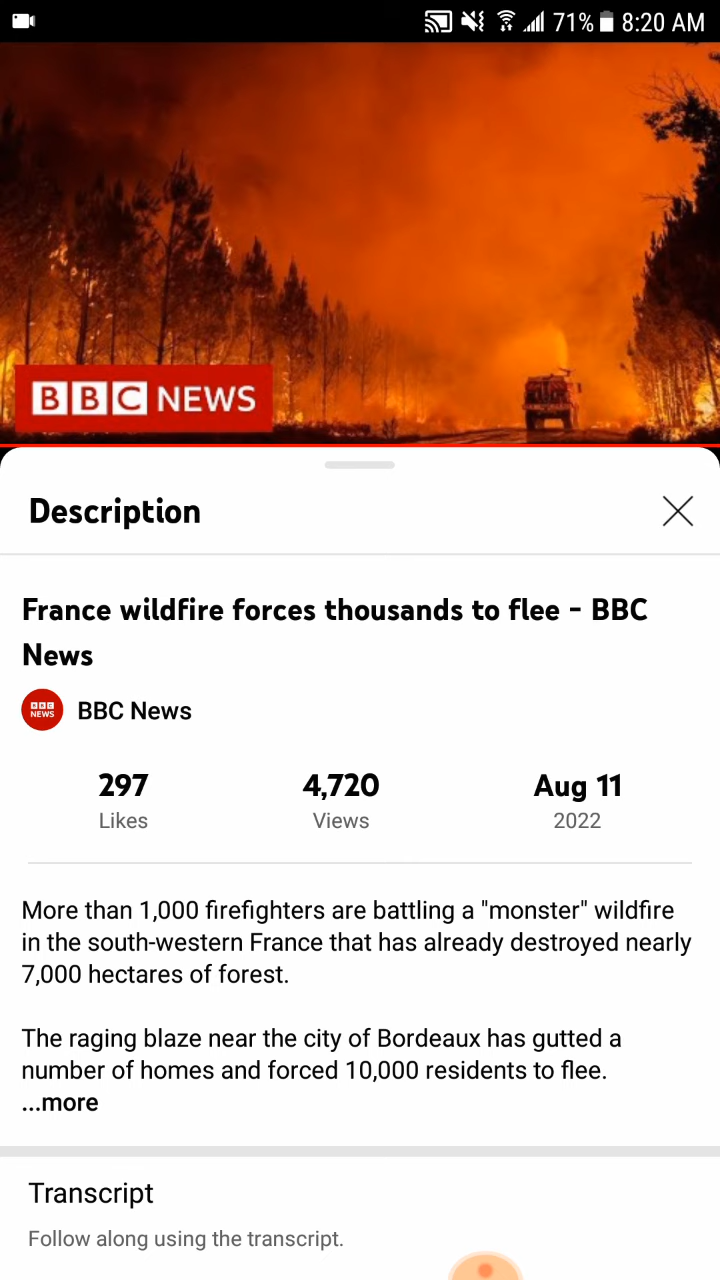 71% 8:20 AM
BBC NEWS
Description
France wildfire forces thousands to flee - BBC
News
BBC NEWS
BBC News
297 4,720 Aug 11
Likes Views 2022
More than 1,000 firefighters are battling a "monster" wildfire
in the south-western France that has already destroyed nearly
7,000 hectares of forest.
The raging blaze near the city of Bordeaux has gutted a
number of homes and forced 10,000 residents to flee.
...more
Transcript
Follow along using the transcript.